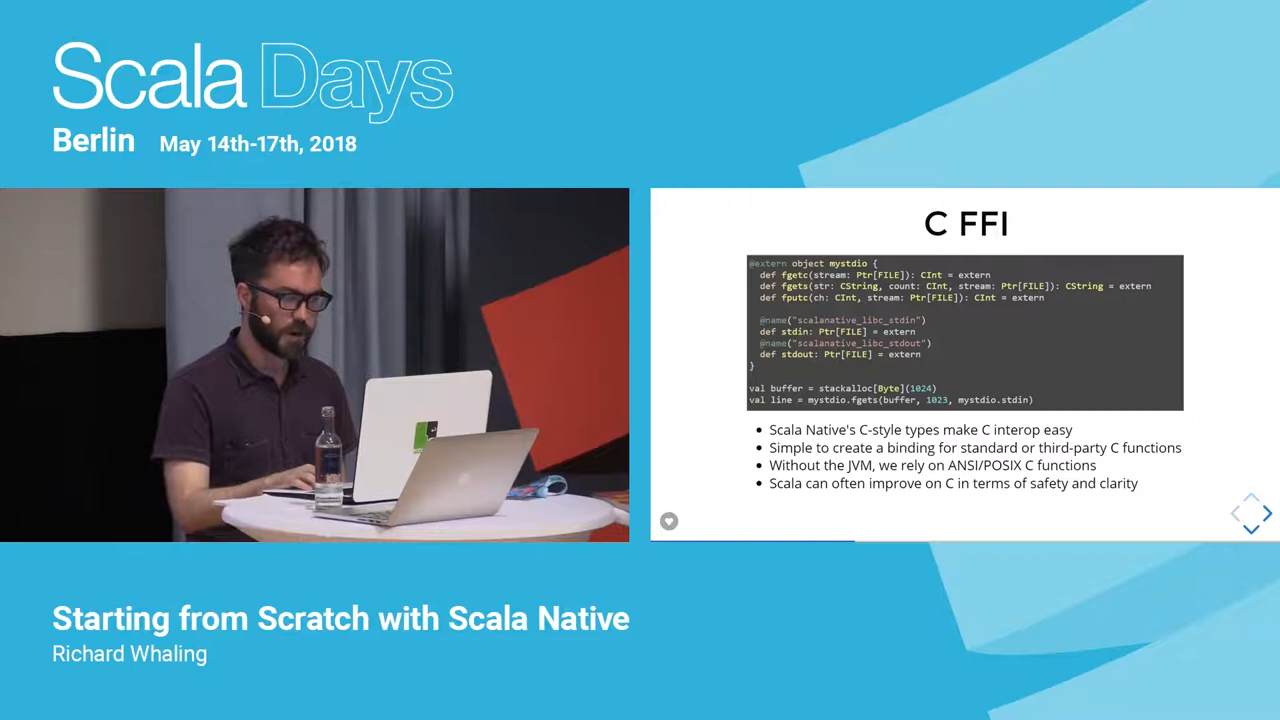 Scala Days
Berlin May 14th-17th, 2018
C FFI
@extern object mystdio {
def fgetc(stream: Ptr[FILE]): CInt = extern
def fgets(str: CString, count: CInt, stream: Ptr[FILE]): CString = extern
def fputc(ch: CInt, stream: Ptr[FILE]): CInt = extern
@name("scalanative_libc_stdin")
def stdin: Ptr[FILE] = extern
@name("scalanative_libc_stdout")
def stdout: Ptr[FILE] = extern
}
val buffer = stackalloc[Byte](1024)
val line = mystdio.fgets(buffer, 1023, mystdio.stdin)
• Scala Native's C-style types make C interop easy
• Simple to create a binding for standard or third-party C functions
• Without the JVM, we rely on ANSI/POSIX C functions
• Scala can often improve on C in terms of safety and clarity
Starting from Scratch with Scala Native
Richard Whaling